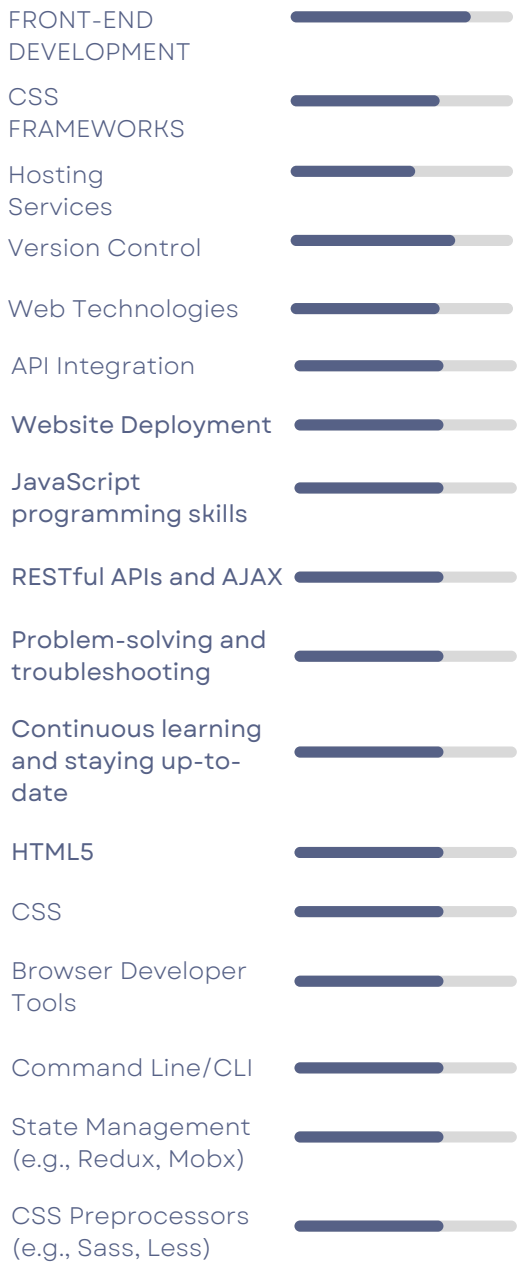 FRONT-END
DEVELOPMENT
CSS
FRAMEWORKS
Hosting
Services
Version Control
Web Technologies
API Integration
Website Deployment
JavaScript
programming skills
RESTful APIs and AJAX
Problem-solving and
troubleshooting
Continuous learning
and staying up-to-
date
HTML5
CSS
Browser Developer
Tools
Command Line/CLI
State Management
(e.g., Redux, Mobx)
CSS Preprocessors
(e.g., Sass, Less)